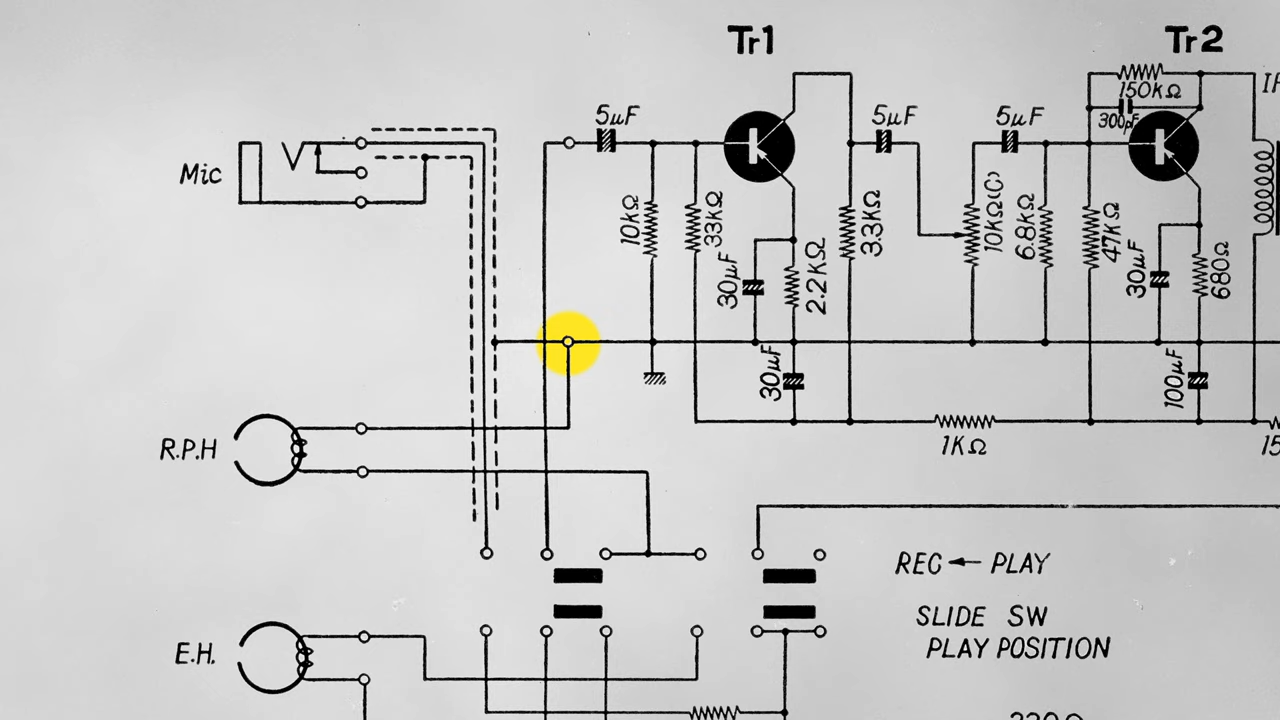 Tr1
Tr2
150KΩ
300pF
5μF
5μF
5μF
Mic
10KΩ
33KΩ
3.3KΩ
10KΩ(C)
6.8KΩ
47KΩ
30μF
2.2KΩ
30μF
680Ω
30μF
100μF
R.P.H
1KΩ
15
REC ← PLAY
SLIDE SW
PLAY POSITION
E.H.